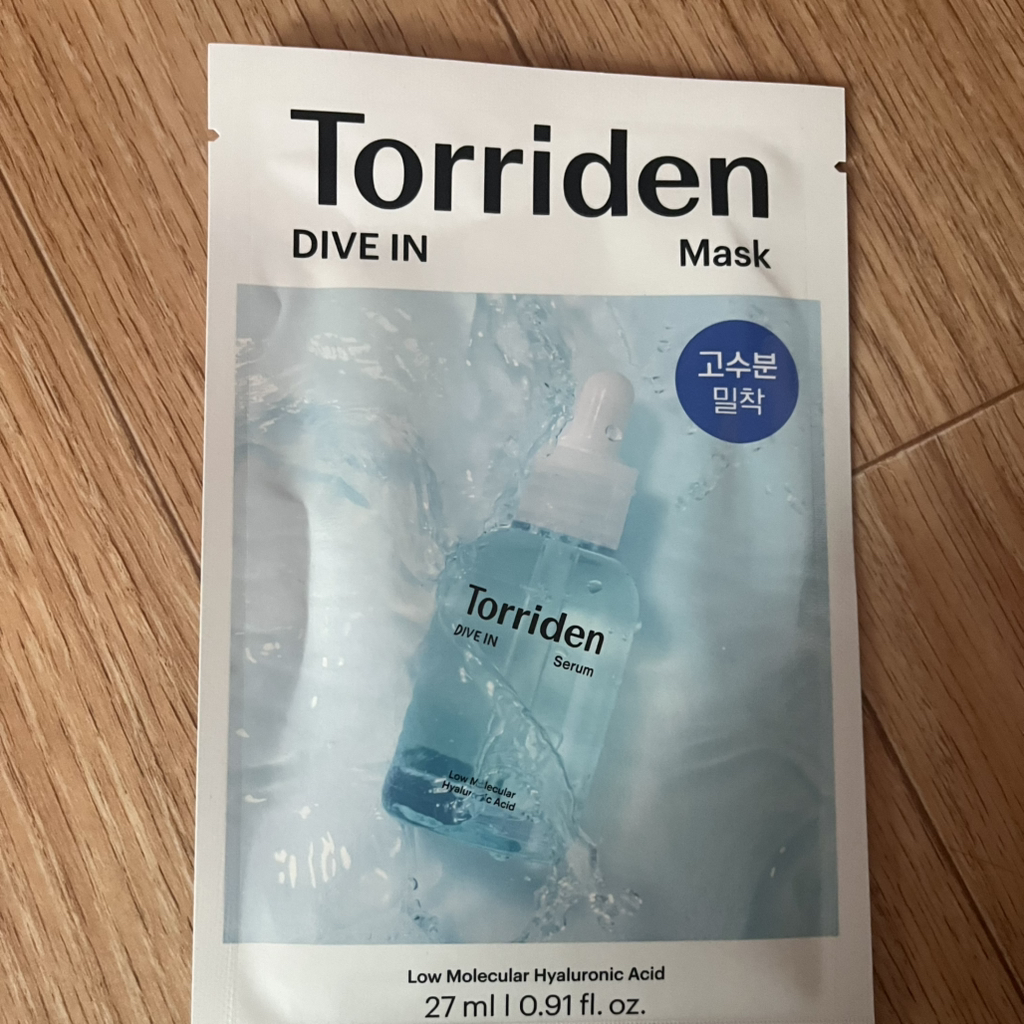 Torriden
DIVE IN Mask
고수분
밀착
Torriden
DIVE IN
Serum
Low Molecular
Hyaluronic Acid
Low Molecular Hyaluronic Acid
27 ml | 0.91 fl. oz.